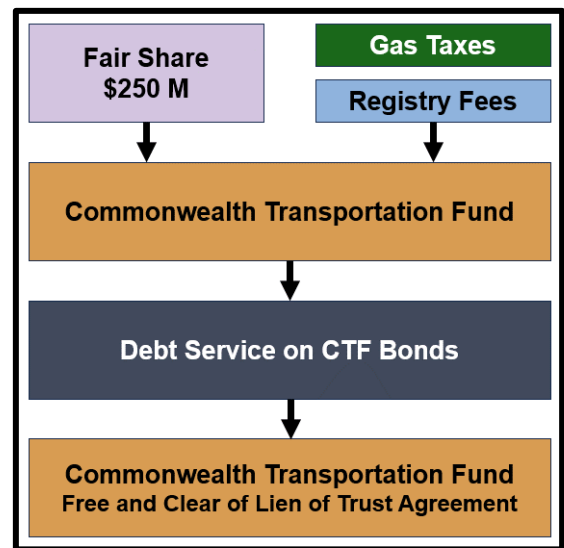 Fair Share
$250 M
Gas Taxes
Registry Fees
Commonwealth Transportation Fund
Debt Service on CTF Bonds
Commonwealth Transportation Fund
Free and Clear of Lien of Trust Agreement